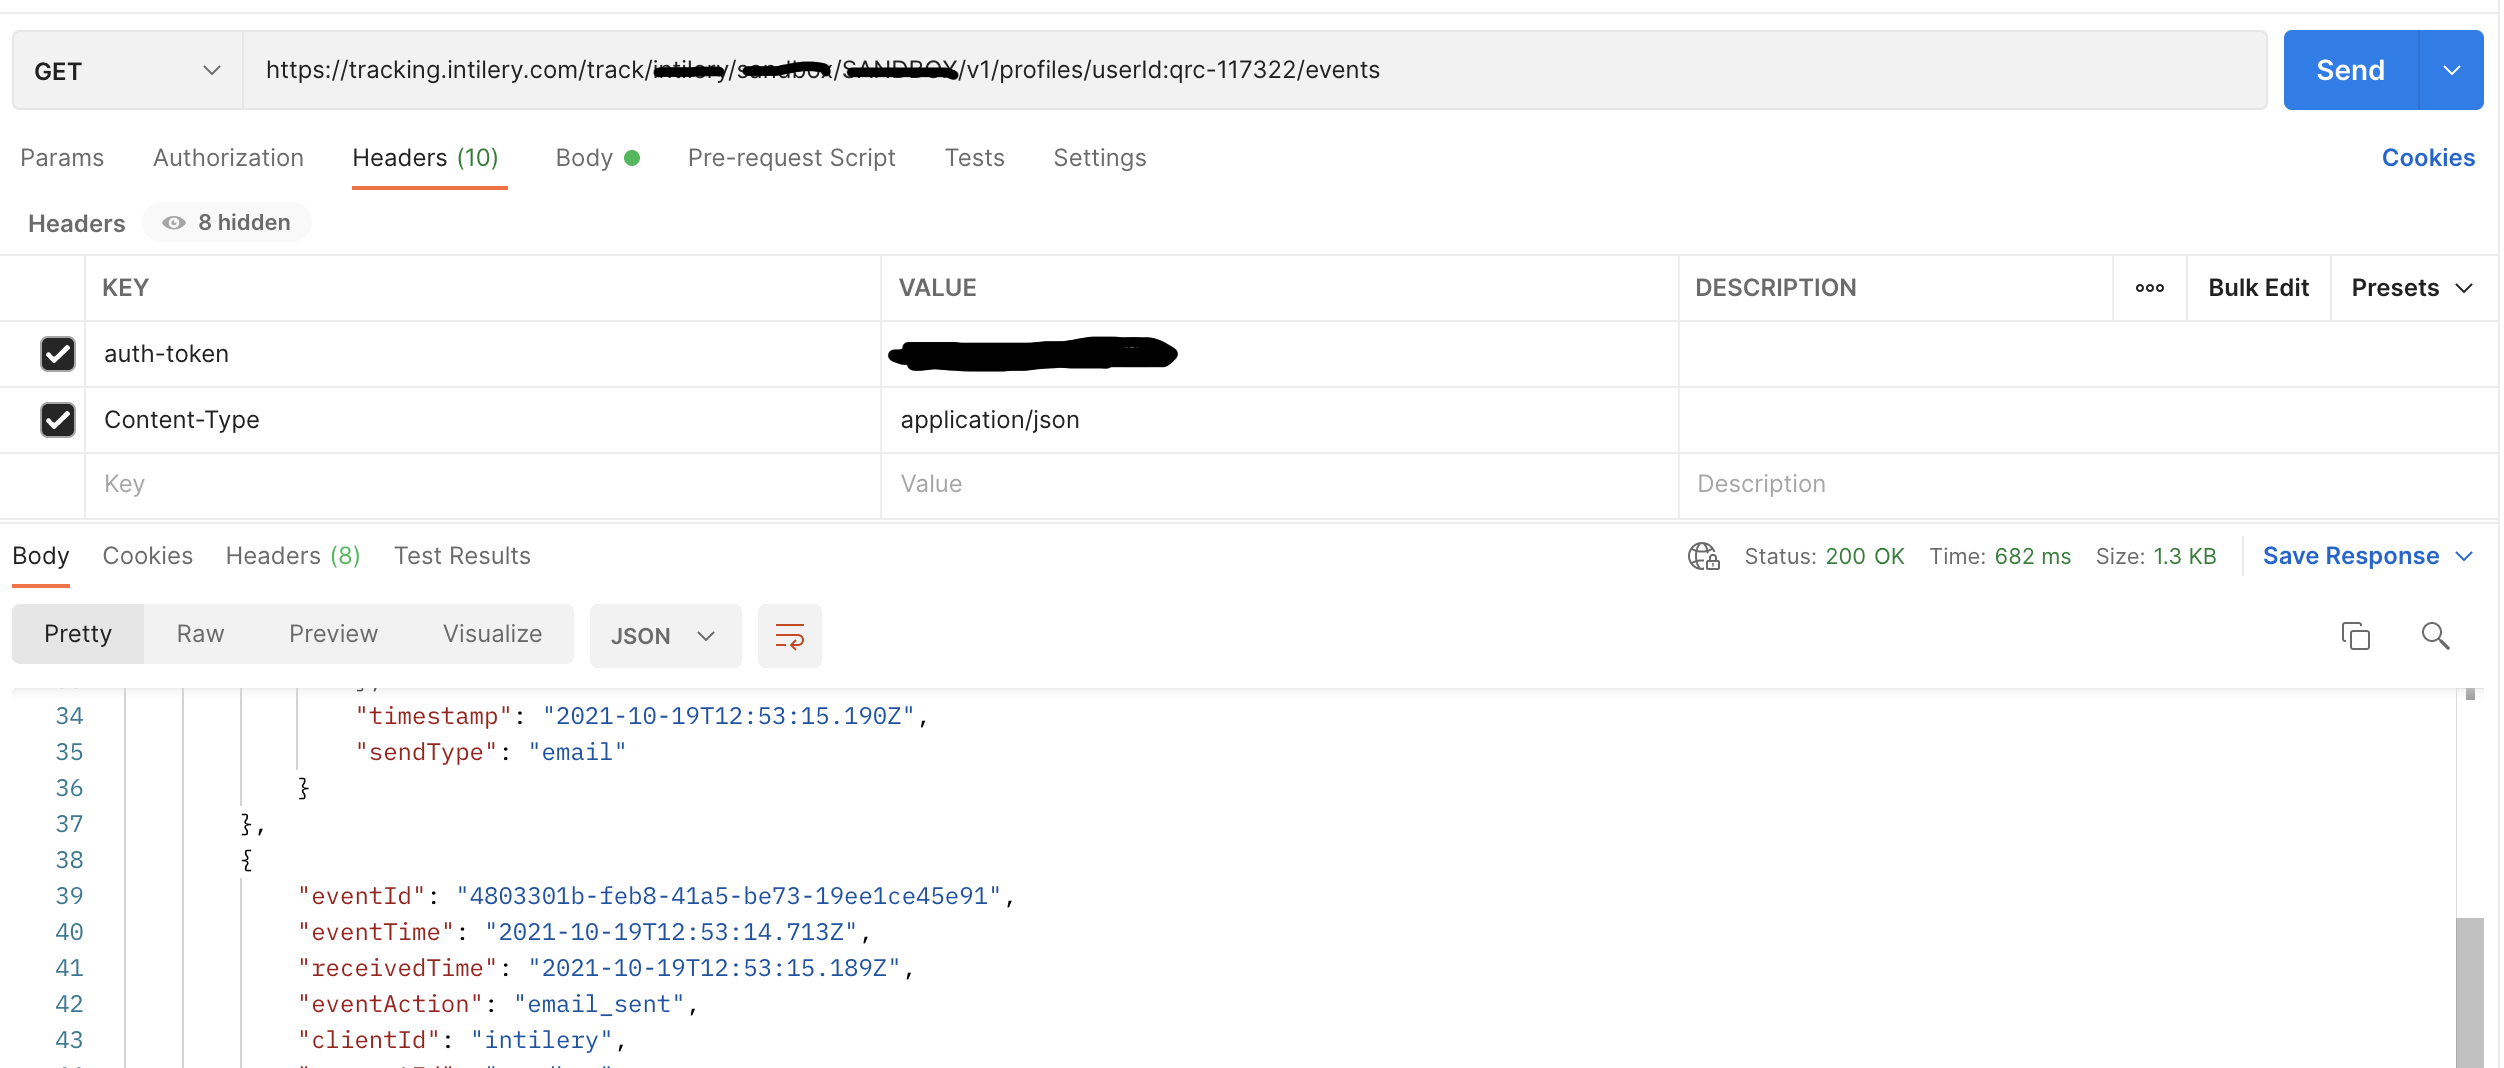 GET https://tracking.intilery.com/track/intilery/sandbox/SANDBOX/v1/profiles/userId:qrc-117322/events Send
Params Authorization Headers (10) Body Pre-request Script Tests Settings Cookies
Headers 8 hidden
KEY VALUE DESCRIPTION ooo Bulk Edit Presets
auth-token
Content-Type application/json
Key Value Description
Body Cookies Headers (8) Test Results Status: 200 OK Time: 682 ms Size: 1.3 KB Save Response
Pretty Raw Preview Visualize JSON
34 "timestamp": "2021-10-19T12:53:15.190Z",
35 "sendType": "email"
36 }
37 },
38 {
39 "eventId": "4803301b-feb8-41a5-be73-19ee1ce45e91",
40 "eventTime": "2021-10-19T12:53:14.713Z",
41 "receivedTime": "2021-10-19T12:53:15.189Z",
42 "eventAction": "email_sent",
43 "clientId": "intilery",